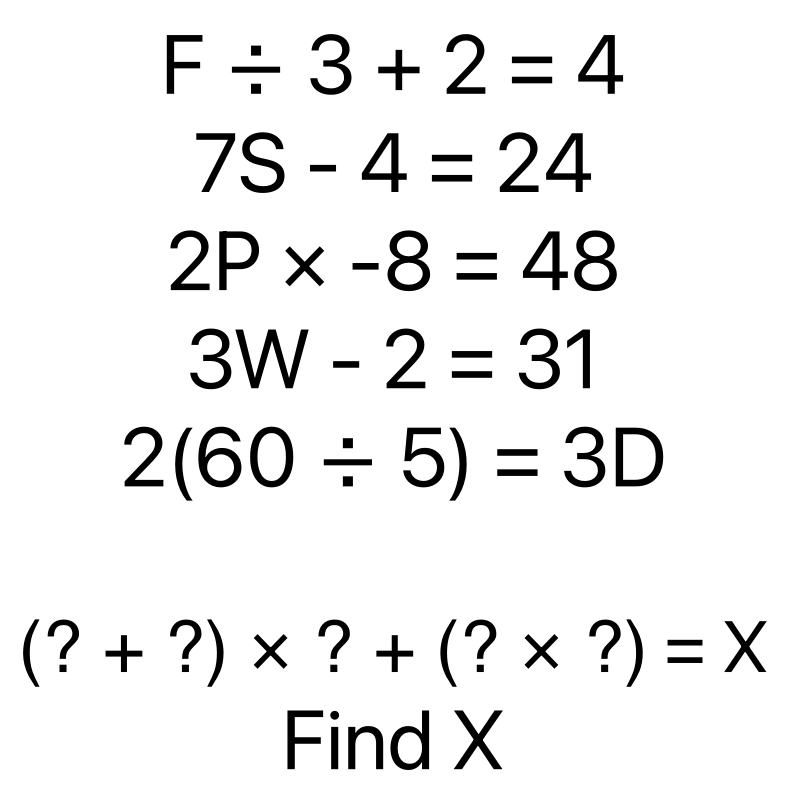 F ÷ 3 + 2 = 4
7S - 4 = 24
2P × -8 = 48
3W - 2 = 31
2(60 ÷ 5) = 3D
(? + ?) × ? + (? × ?) = X
Find X